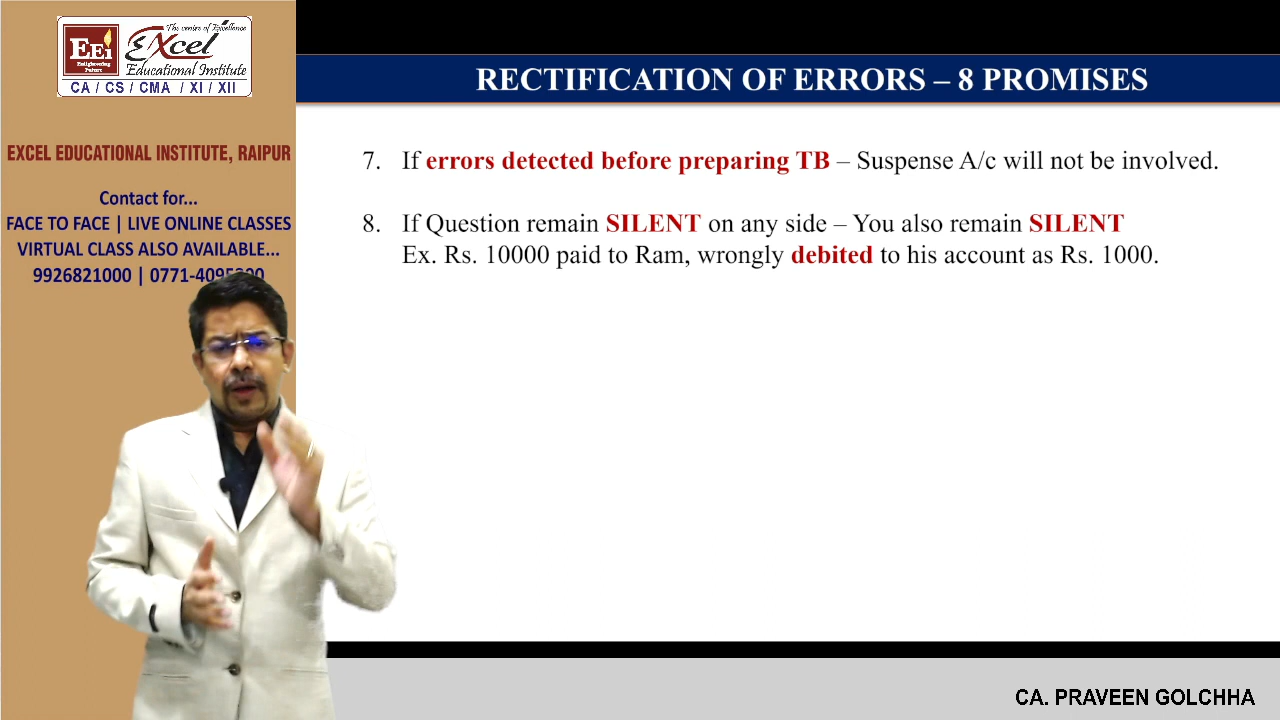 The centre of Excellence
EEi
Enlightening
Future
Excel
Educational Institute
CA / CS / CMA / XI / XII
EXCEL EDUCATIONAL INSTITUTE, RAIPUR
Contact for...
FACE TO FACE | LIVE ONLINE CLASSES
VIRTUAL CLASS ALSO AVAILABLE...
9926821000 | 0771-4095300
RECTIFICATION OF ERRORS – 8 PROMISES
7. If errors detected before preparing TB – Suspense A/c will not be involved.
8. If Question remain SILENT on any side – You also remain SILENT
Ex. Rs. 10000 paid to Ram, wrongly debited to his account as Rs. 1000.
CA. PRAVEEN GOLCHHA